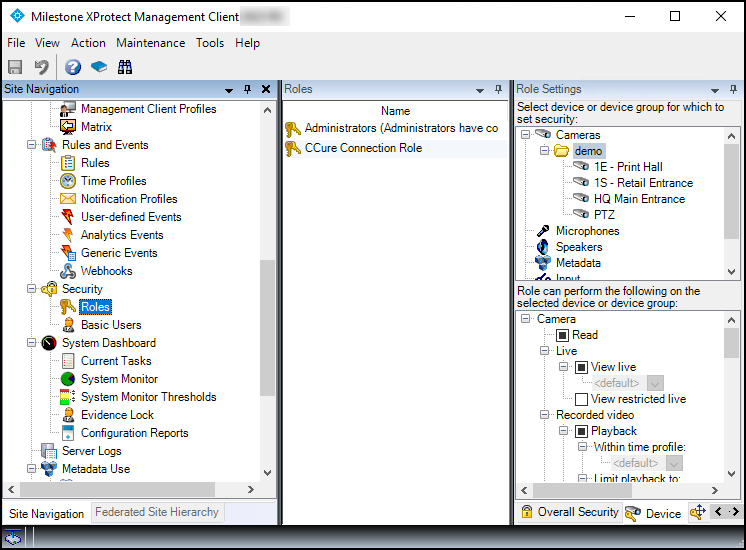 Milestone XProtect Management Client
File View Action Maintenance Tools Help
Site Navigation
Management Client Profiles
Matrix
Rules and Events
Rules
Time Profiles
Notification Profiles
User-defined Events
Analytics Events
Generic Events
Webhooks
Security
Roles
Basic Users
System Dashboard
Current Tasks
System Monitor
System Monitor Thresholds
Evidence Lock
Configuration Reports
Server Logs
Metadata Use
Site Navigation Federated Site Hierarchy
Roles
Name
Administrators (Administrators have co
CCure Connection Role
Role Settings
Select device or device group for which to
set security:
Cameras
demo
1E - Print Hall
1S - Retail Entrance
HQ Main Entrance
PTZ
Microphones
Speakers
Metadata
Input
Role can perform the following on the
selected device or device group:
Camera
Read
Live
View live
<default>
View restricted live
Recorded video
Playback
Within time profile:
<default>
Limit playback to:
Overall Security Device